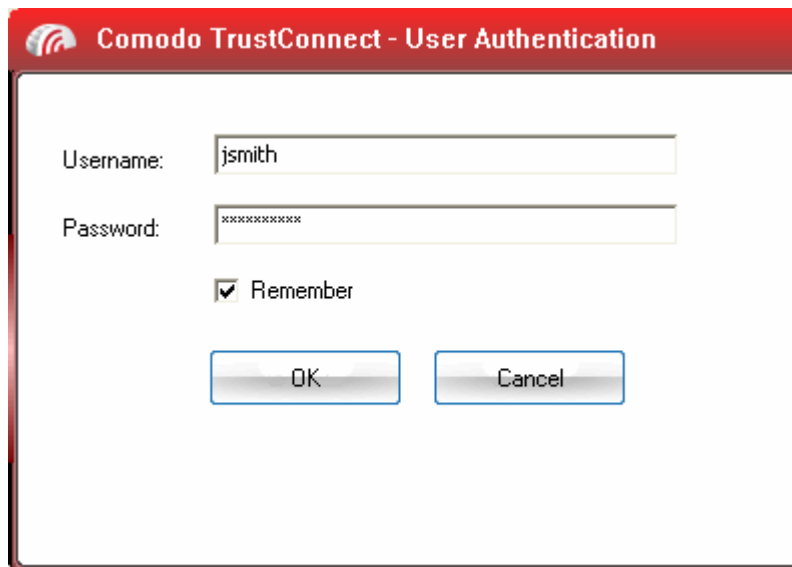 Comodo TrustConnect - User Authentication
Username: jsmith
Password: **********
Remember
OK Cancel